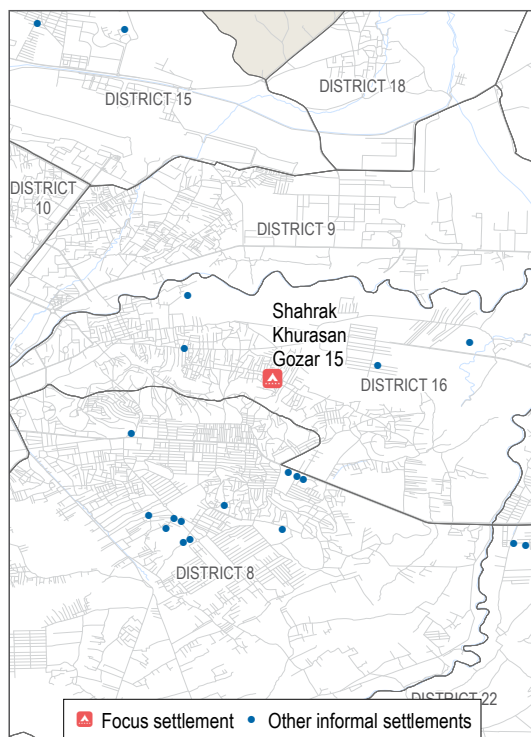 DISTRICT 18
DISTRICT 15
DISTRICT
10
DISTRICT 9
Shahrak
Khurasan
Gozar 15
DISTRICT 16
DISTRICT 8
DISTRICT 22
Focus settlement
Other informal settlements